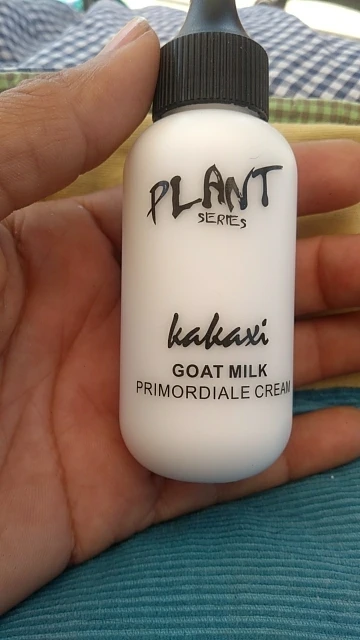 PLANT
SERIES
kakaxi
GOAT MILK
PRIMORDIALE CREAM